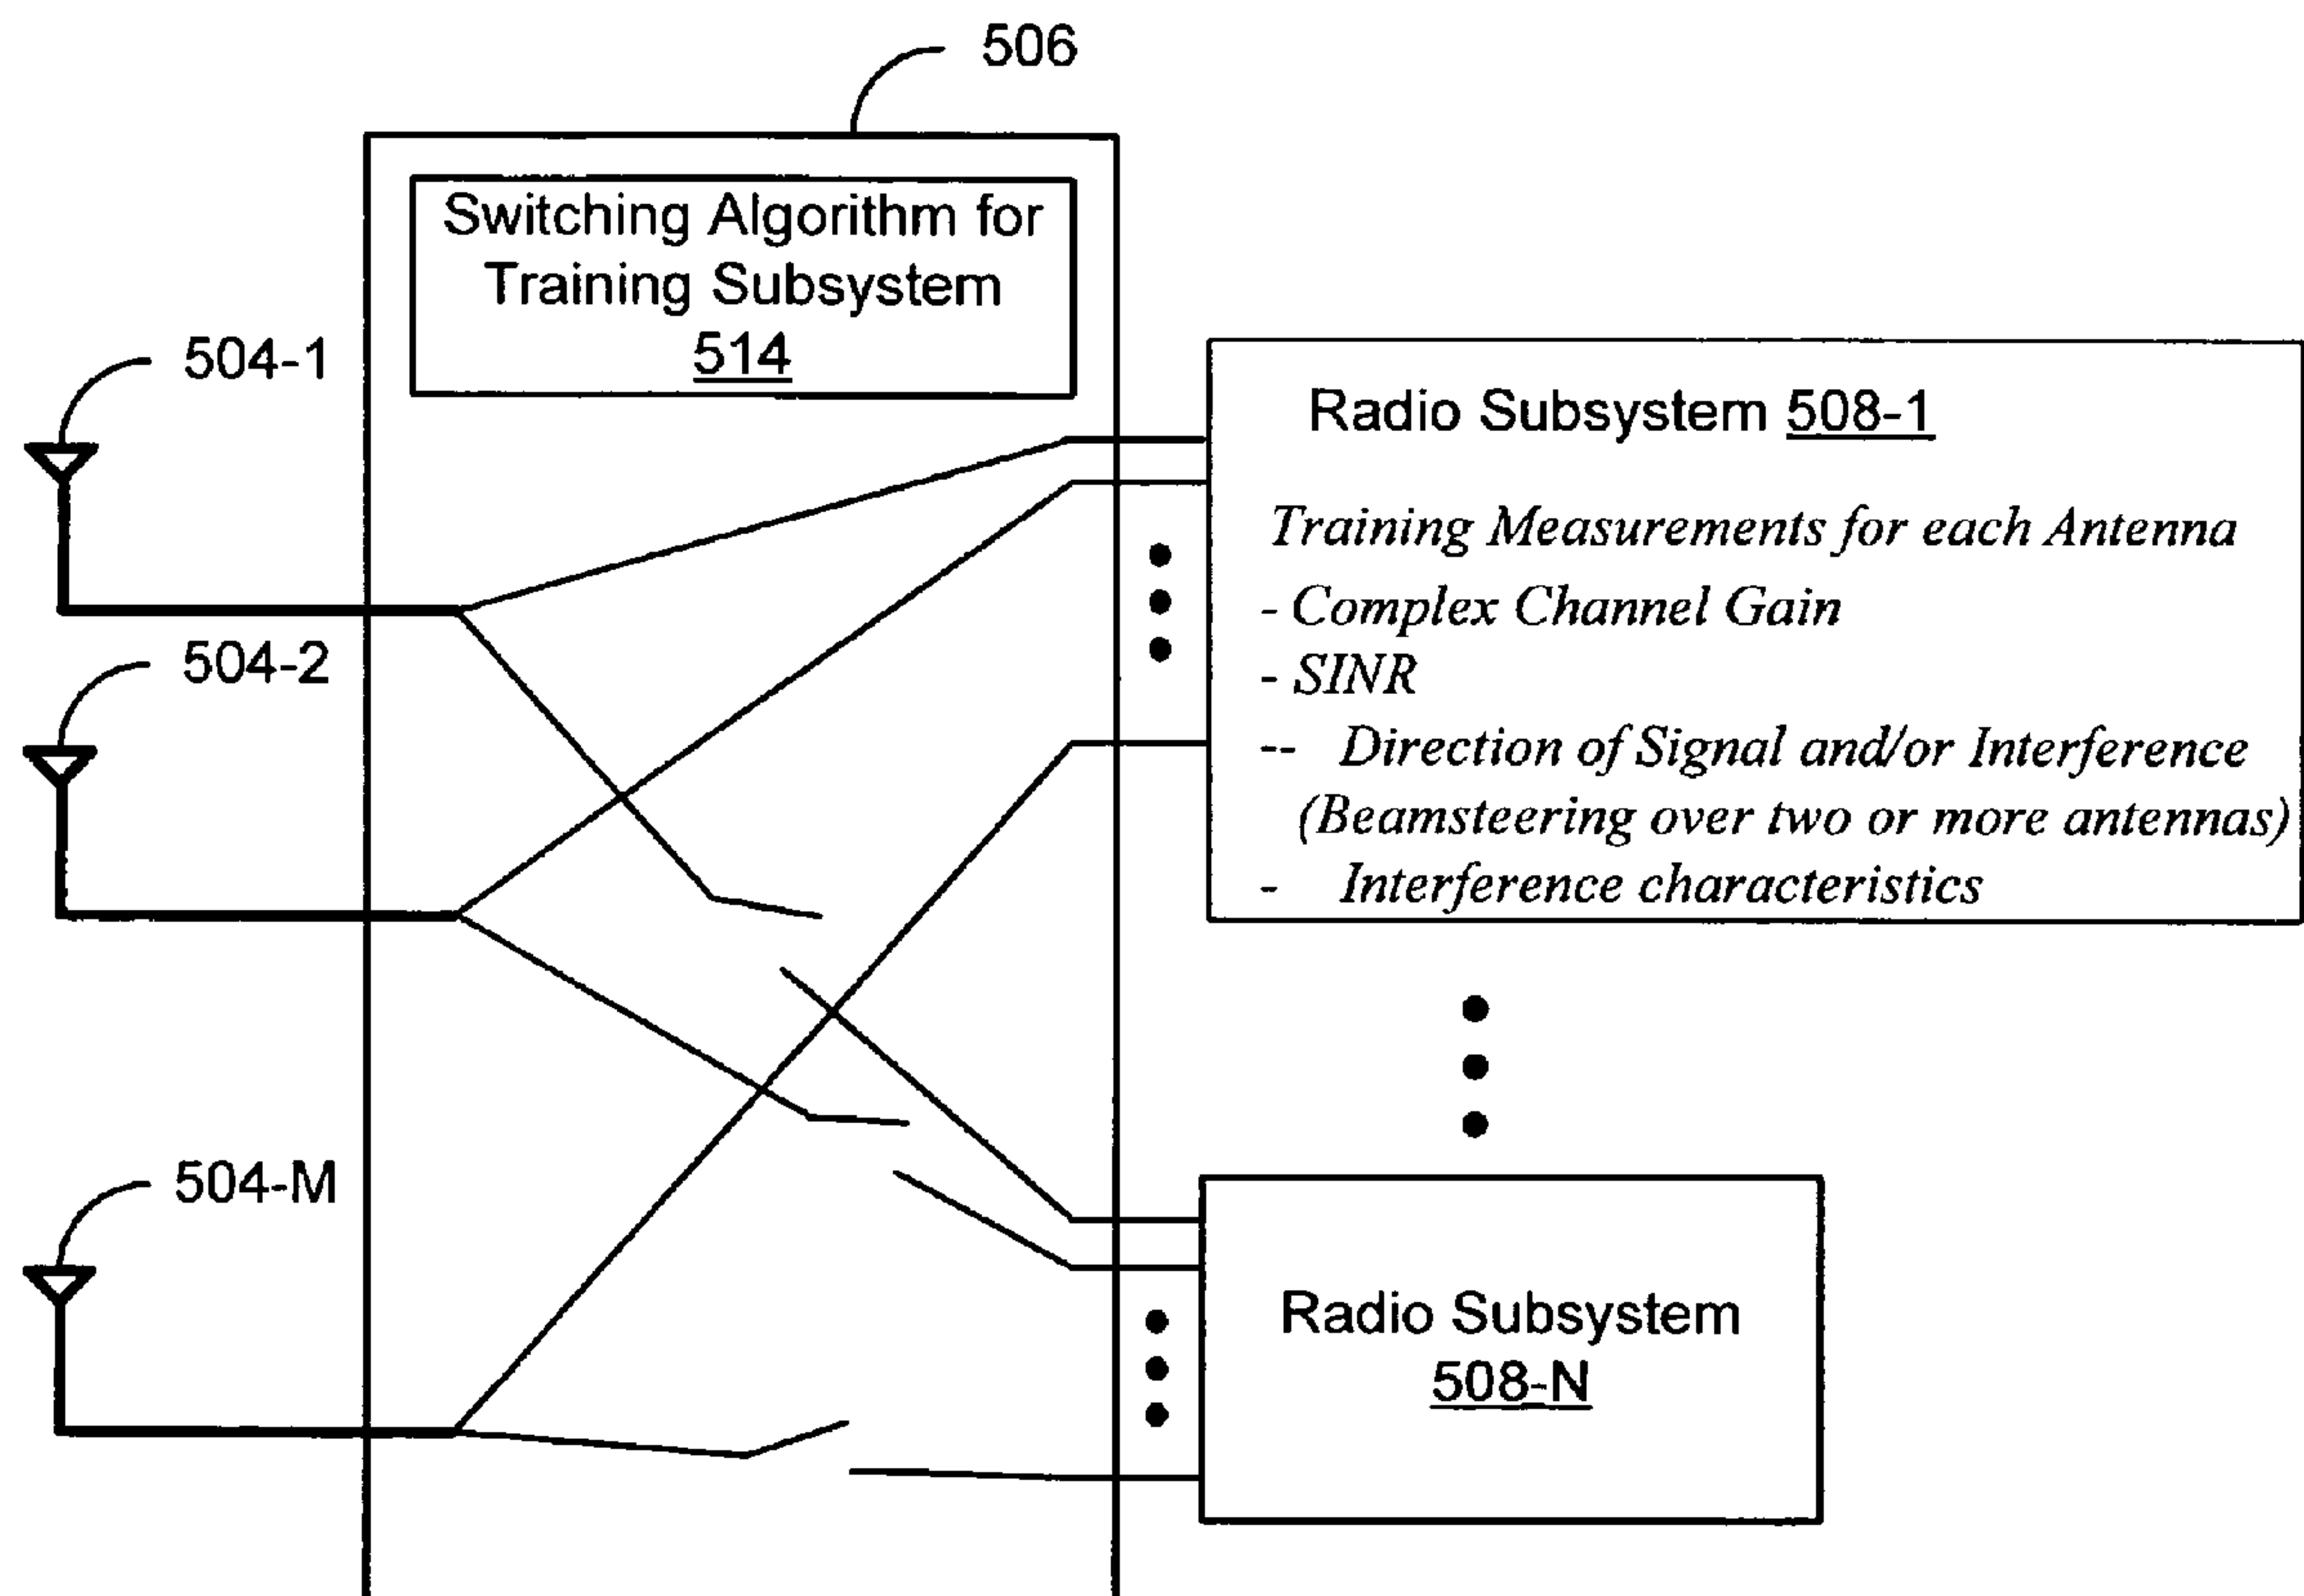 506
Switching Algorithm for
Training Subsystem
514
504-1
Radio Subsystem 508-1
Training Measurements for each Antenna
- Complex Channel Gain
- SINR
-- Direction of Signal and/or Interference
(Beamsteering over two or more antennas)
- Interference characteristics
504-2
504-M
Radio Subsystem
508-N